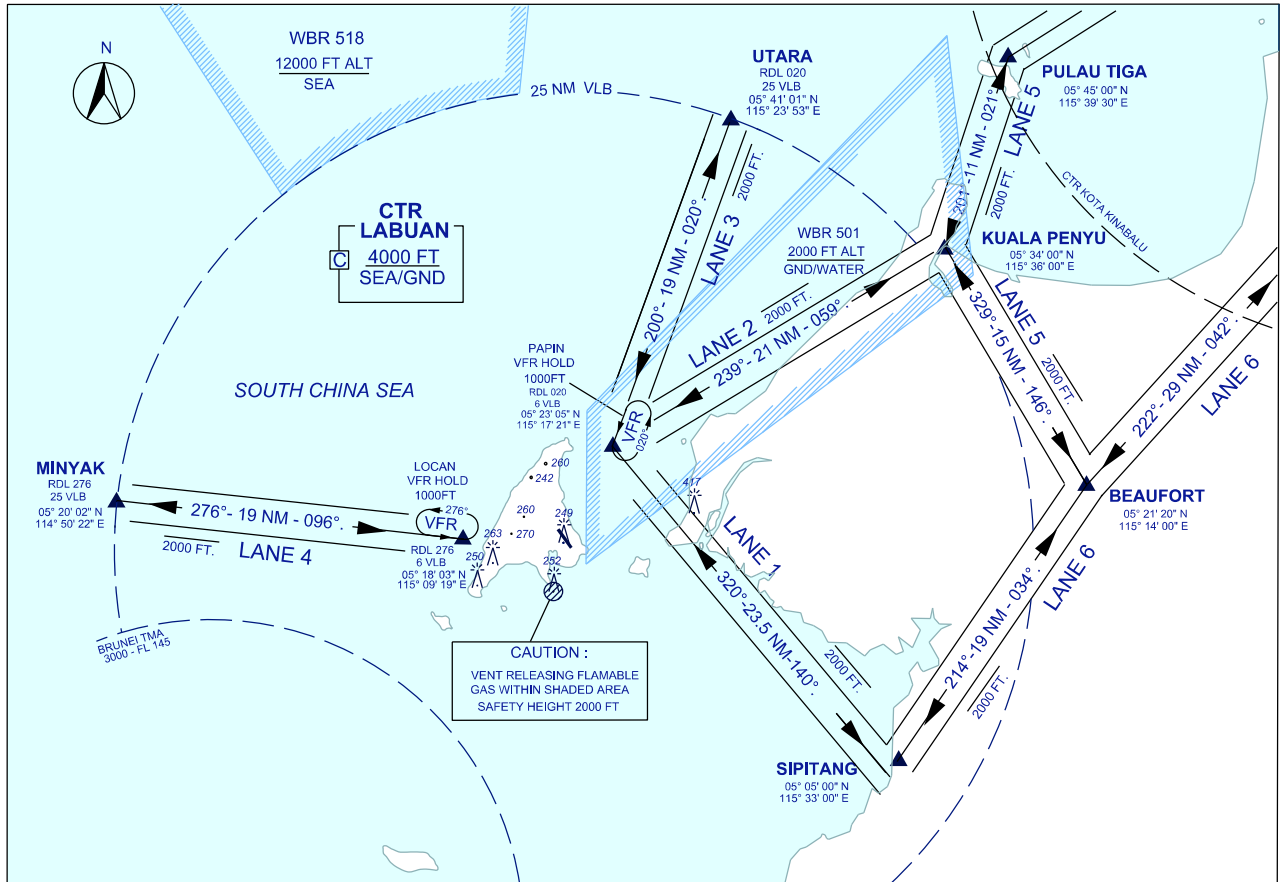 N
WBR 518
12000 FT ALT
SEA
25 NM VLB
UTARA
RDL 020
25 VLB
05° 41' 01" N
115° 23' 53" E
PULAU TIGA
05° 45' 00" N
115° 39' 30" E
201°-11 NM - 021°
LANE 5
2000 FT.
CTR KOTA KINABALU
CTR
LABUAN
C
4000 FT
SEA/GND
200°- 19 NM - 020°
LANE 3
2000 FT.
WBR 501
2000 FT ALT
GND/WATER
KUALA PENYU
05° 34' 00" N
115° 36' 00" E
LANE 2
2000 FT.
239°- 21 NM - 059°.
LANE 5
329°-15 NM - 146°.
2000 FT.
222°- 29 NM - 042°.
LANE 6
PAPIN
VFR HOLD
1000FT
RDL 020
6 VLB
05° 23' 05" N
115° 17' 21" E
VFR
020°
SOUTH CHINA SEA
MINYAK
RDL 276
25 VLB
05° 20' 02" N
114° 50' 22" E
276°- 19 NM - 096°.
2000 FT.
LANE 4
LOCAN
VFR HOLD
1000FT
276°
VFR
RDL 276
6 VLB
05° 18' 03" N
115° 09' 19" E
260
242
260
249
270
263
250
252
417
BEAUFORT
05° 21' 20" N
115° 14' 00" E
LANE 1
320°-23.5 NM-140°.
2000 FT.
214°-19 NM - 034°.
LANE 6
2000 FT.
BRUNEI TMA
3000 - FL 145
CAUTION :
VENT RELEASING FLAMABLE
GAS WITHIN SHADED AREA
SAFETY HEIGHT 2000 FT
SIPITANG
05° 05' 00" N
115° 33' 00" E